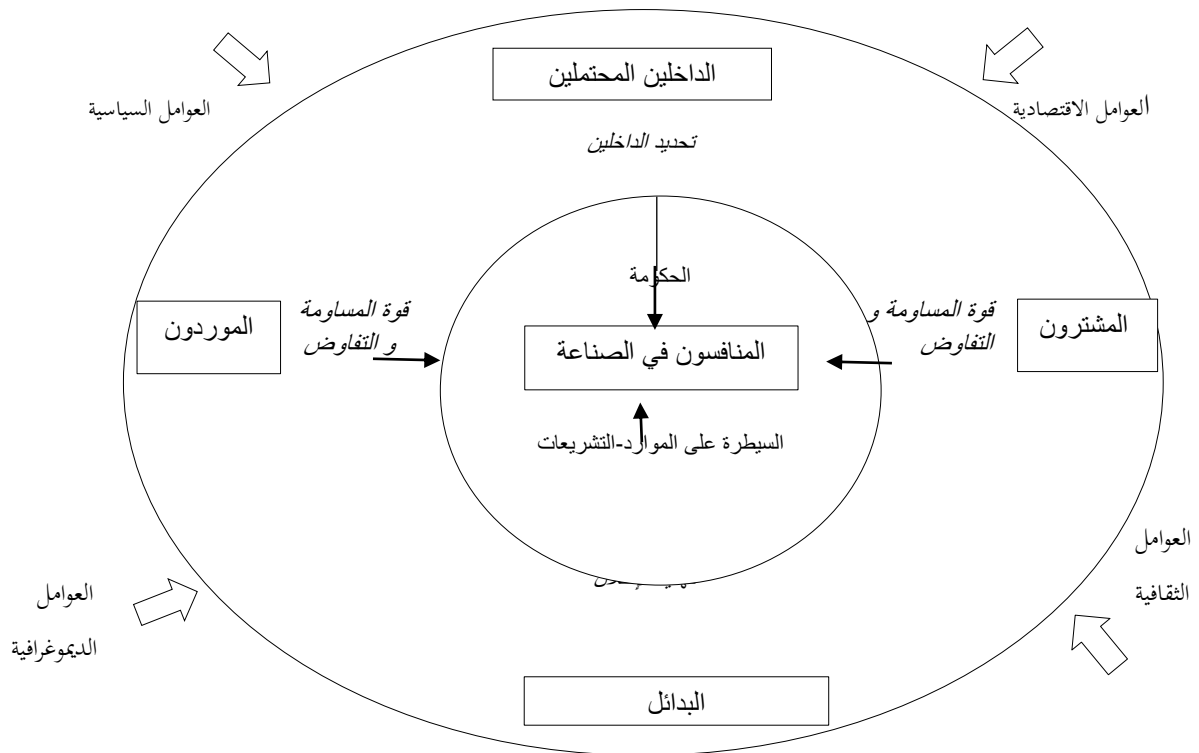 الداخلين المحتملين
العوامل الاقتصادية
العوامل السياسية
تحديد الداخلين
الحكومة
المشترون
قوة المساومة و
التفاوض
المنافسون في الصناعة
قوة المساومة
و التفاوض
الموردون
السيطرة على الموارد-التشريعات
العوامل
الثقافية
العوامل
الديموغرافية
البدائل